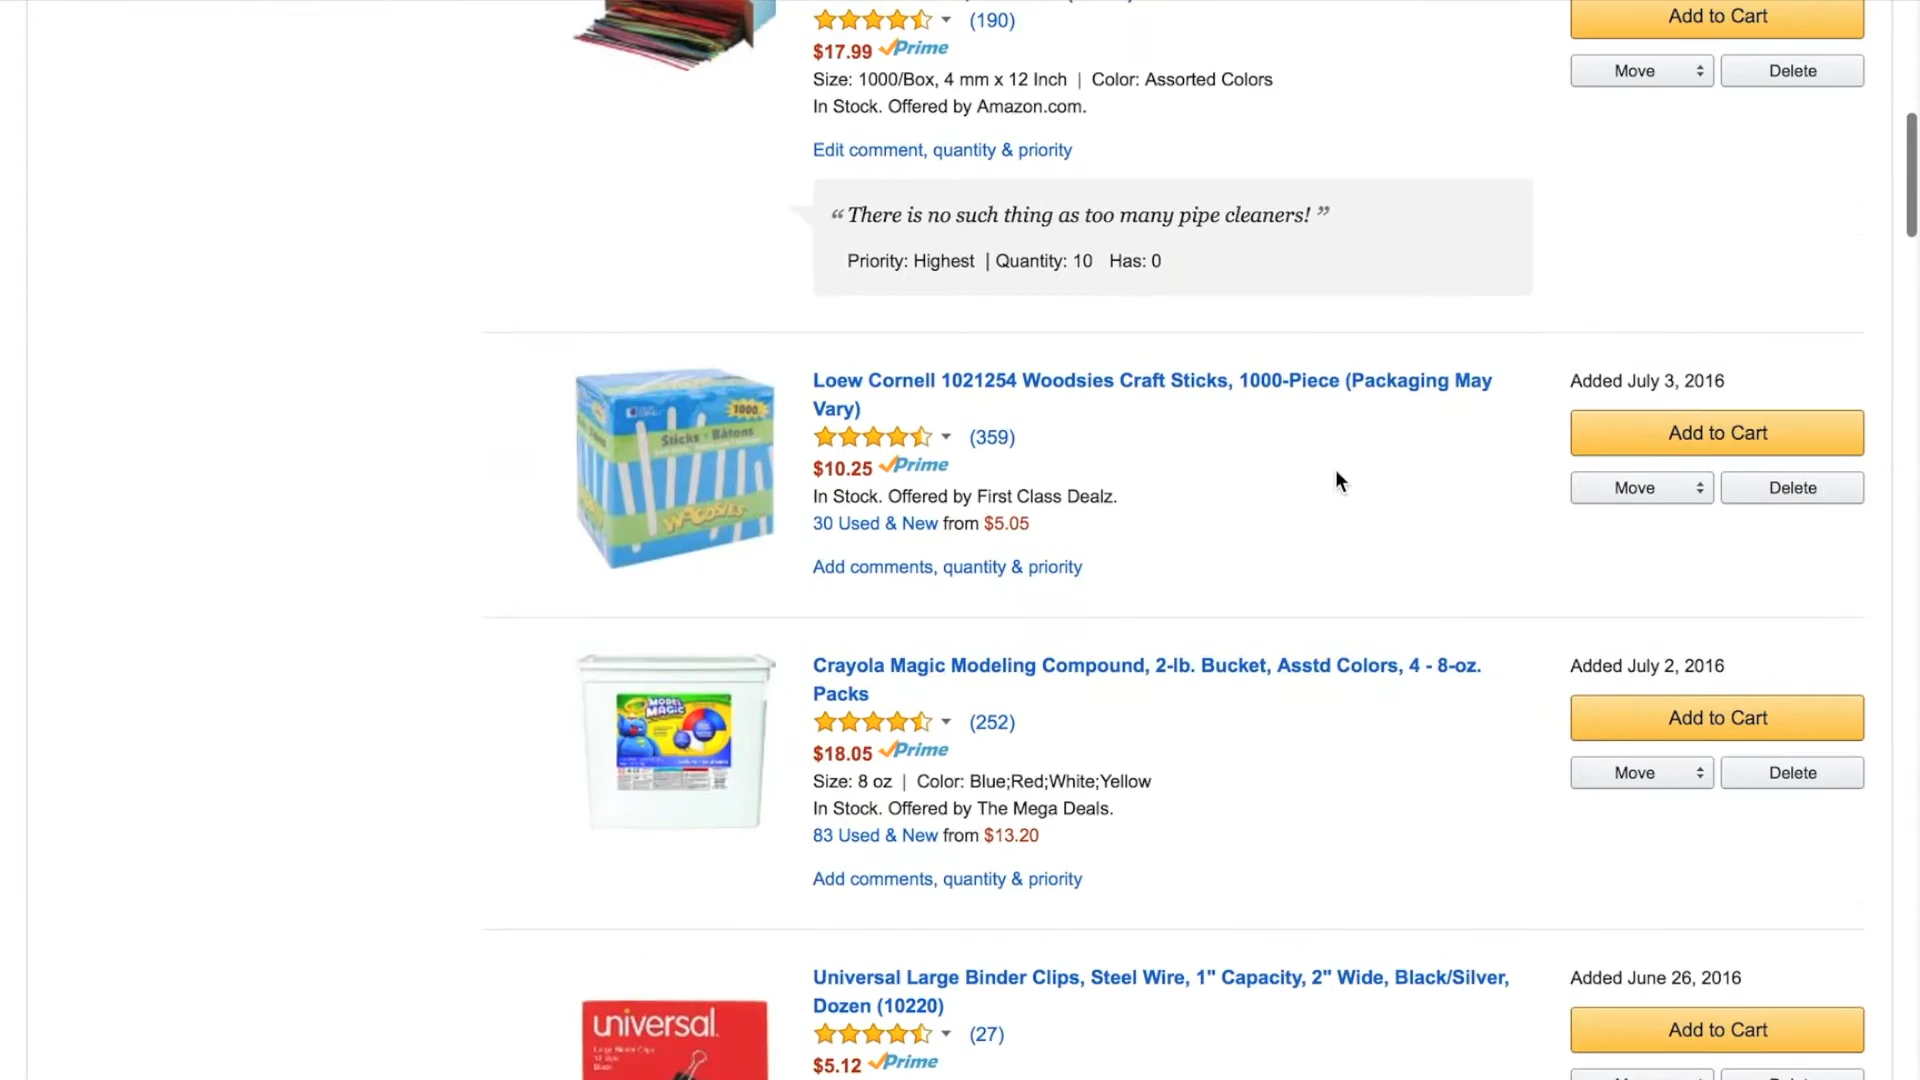 (190)
Add to Cart
$17.99 Prime
Move Delete
Size: 1000/Box, 4 mm x 12 Inch | Color: Assorted Colors
In Stock. Offered by Amazon.com.
Edit comment, quantity & priority
“ There is no such thing as too many pipe cleaners! ”
Priority: Highest | Quantity: 10 Has: 0
Loew Cornell 1021254 Woodsies Craft Sticks, 1000-Piece (Packaging May
Vary)
Added July 3, 2016
1000
Sticks • Bâtons
WOODSIES
(359)
Add to Cart
$10.25 Prime
Move Delete
In Stock. Offered by First Class Dealz.
30 Used & New from $5.05
Add comments, quantity & priority
Crayola Magic Modeling Compound, 2-lb. Bucket, Asstd Colors, 4 - 8-oz.
Packs
Added July 2, 2016
MODEL
MAGIC
(252)
Add to Cart
$18.05 Prime
Move Delete
Size: 8 oz | Color: Blue;Red;White;Yellow
In Stock. Offered by The Mega Deals.
83 Used & New from $13.20
Add comments, quantity & priority
Universal Large Binder Clips, Steel Wire, 1" Capacity, 2" Wide, Black/Silver,
Dozen (10220)
Added June 26, 2016
universal
Large Binder Clips
(27)
Add to Cart
$5.12 Prime